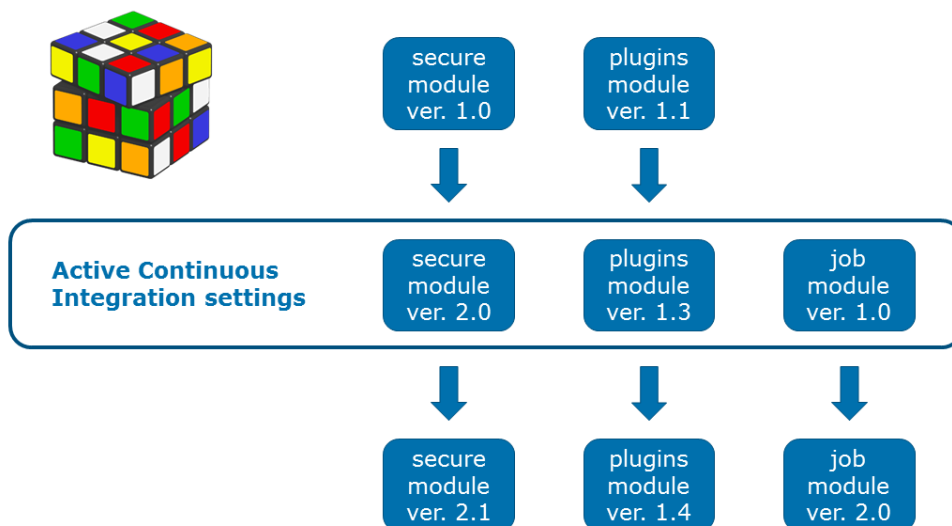 secure
module
ver. 1.0
plugins
module
ver. 1.1
Active Continuous
Integration settings
secure
module
ver. 2.0
plugins
module
ver. 1.3
job
module
ver. 1.0
secure
module
ver. 2.1
plugins
module
ver. 1.4
job
module
ver. 2.0